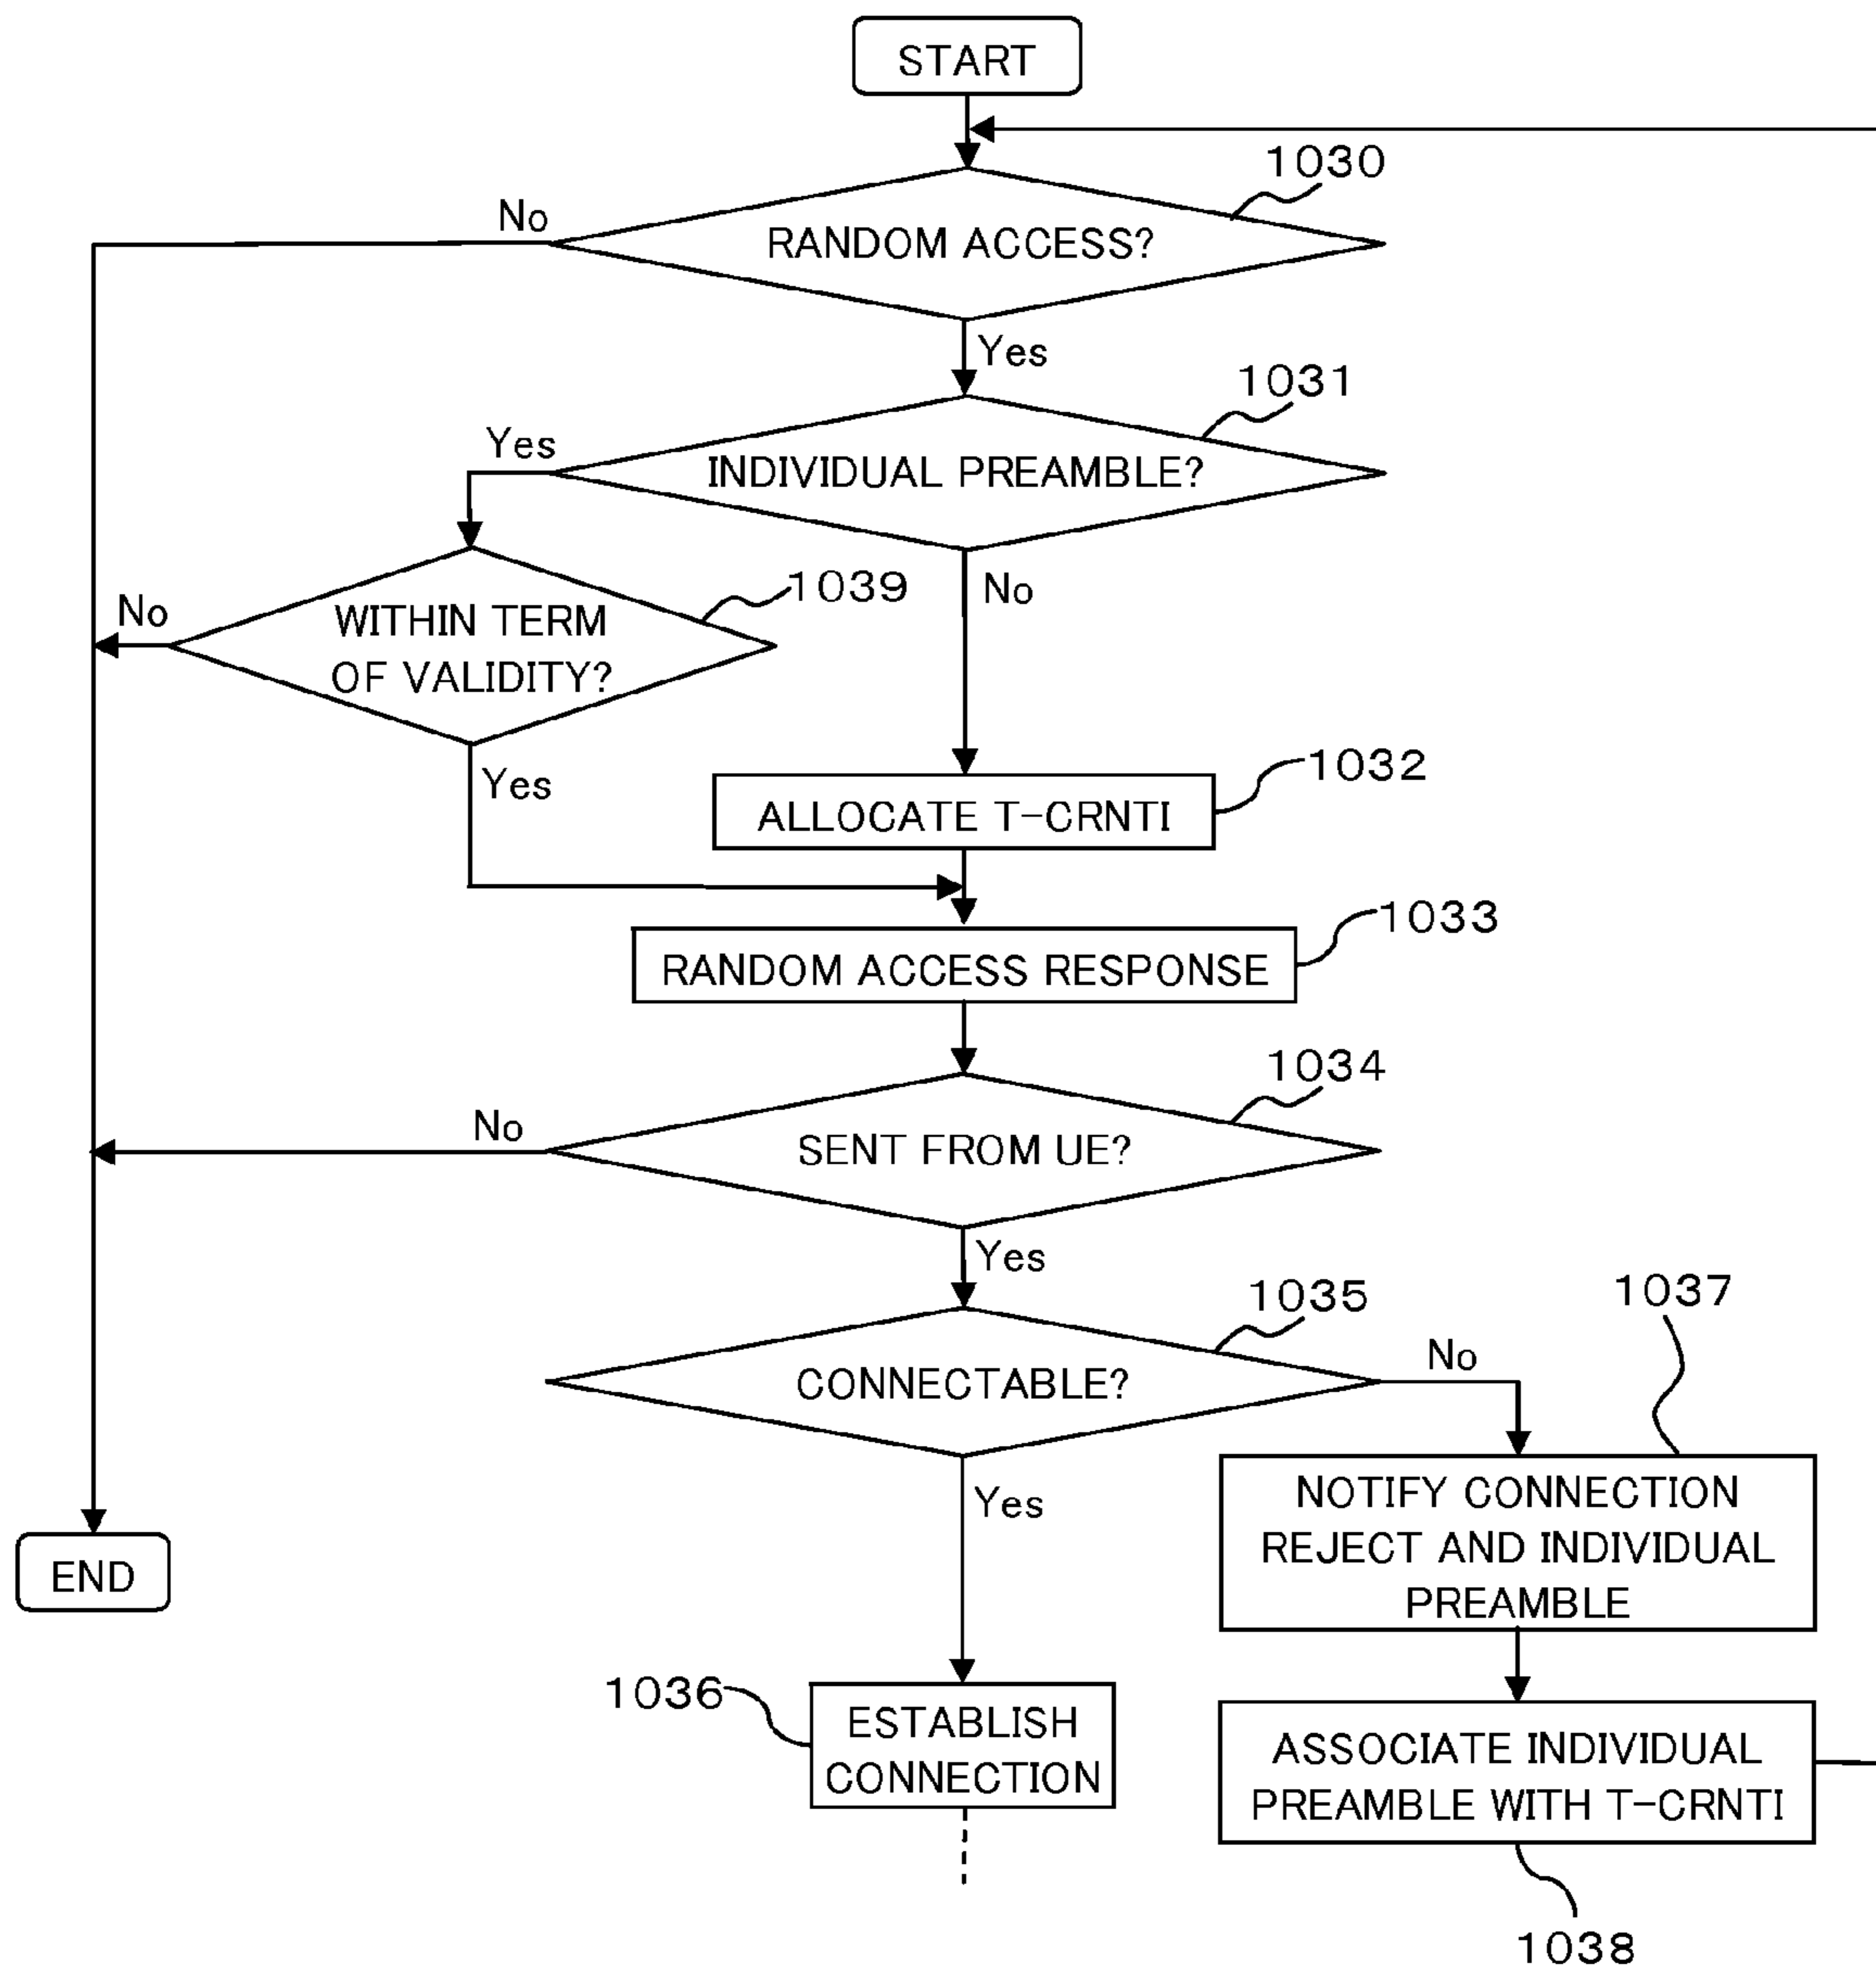 START
1030
No
RANDOM ACCESS?
Yes
1031
Yes
INDIVIDUAL PREAMBLE?
1039
No
No
WITHIN TERM
OF VALIDITY?
1032
Yes
ALLOCATE T-CRNTI
1033
RANDOM ACCESS RESPONSE
1034
No
SENT FROM UE?
Yes
1035
1037
No
CONNECTABLE?
Yes
NOTIFY CONNECTION
REJECT AND INDIVIDUAL
PREAMBLE
END
1036
ESTABLISH
CONNECTION
ASSOCIATE INDIVIDUAL
PREAMBLE WITH T-CRNTI
1038